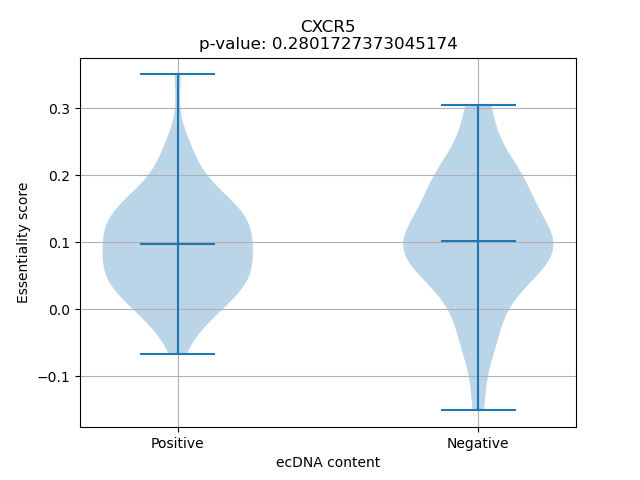 CXCR5
p-value: 0.2801727373045174
Essentiality score
0.3
0.2
0.1
0.0
−0.1
Positive
Negative
ecDNA content